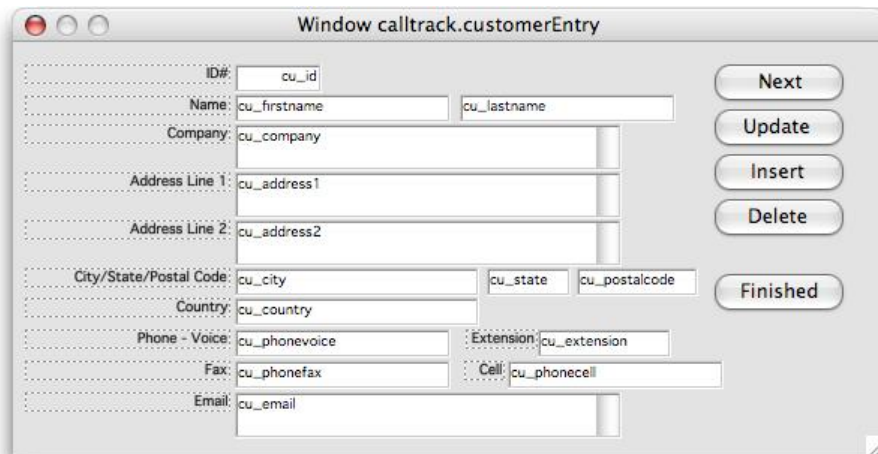 Window calltrack.customerEntry
ID#: cu_id
Next
Name: cu_firstname cu_lastname
Company: cu_company
Update
Insert
Address Line 1: cu_address1
Delete
Address Line 2: cu_address2
City/State/Postal Code: cu_city cu_state cu_postalcode
Finished
Country: cu_country
Phone - Voice: cu_phonevoice Extension: cu_extension
Fax: cu_phonefax Cell: cu_phonecell
Email: cu_email